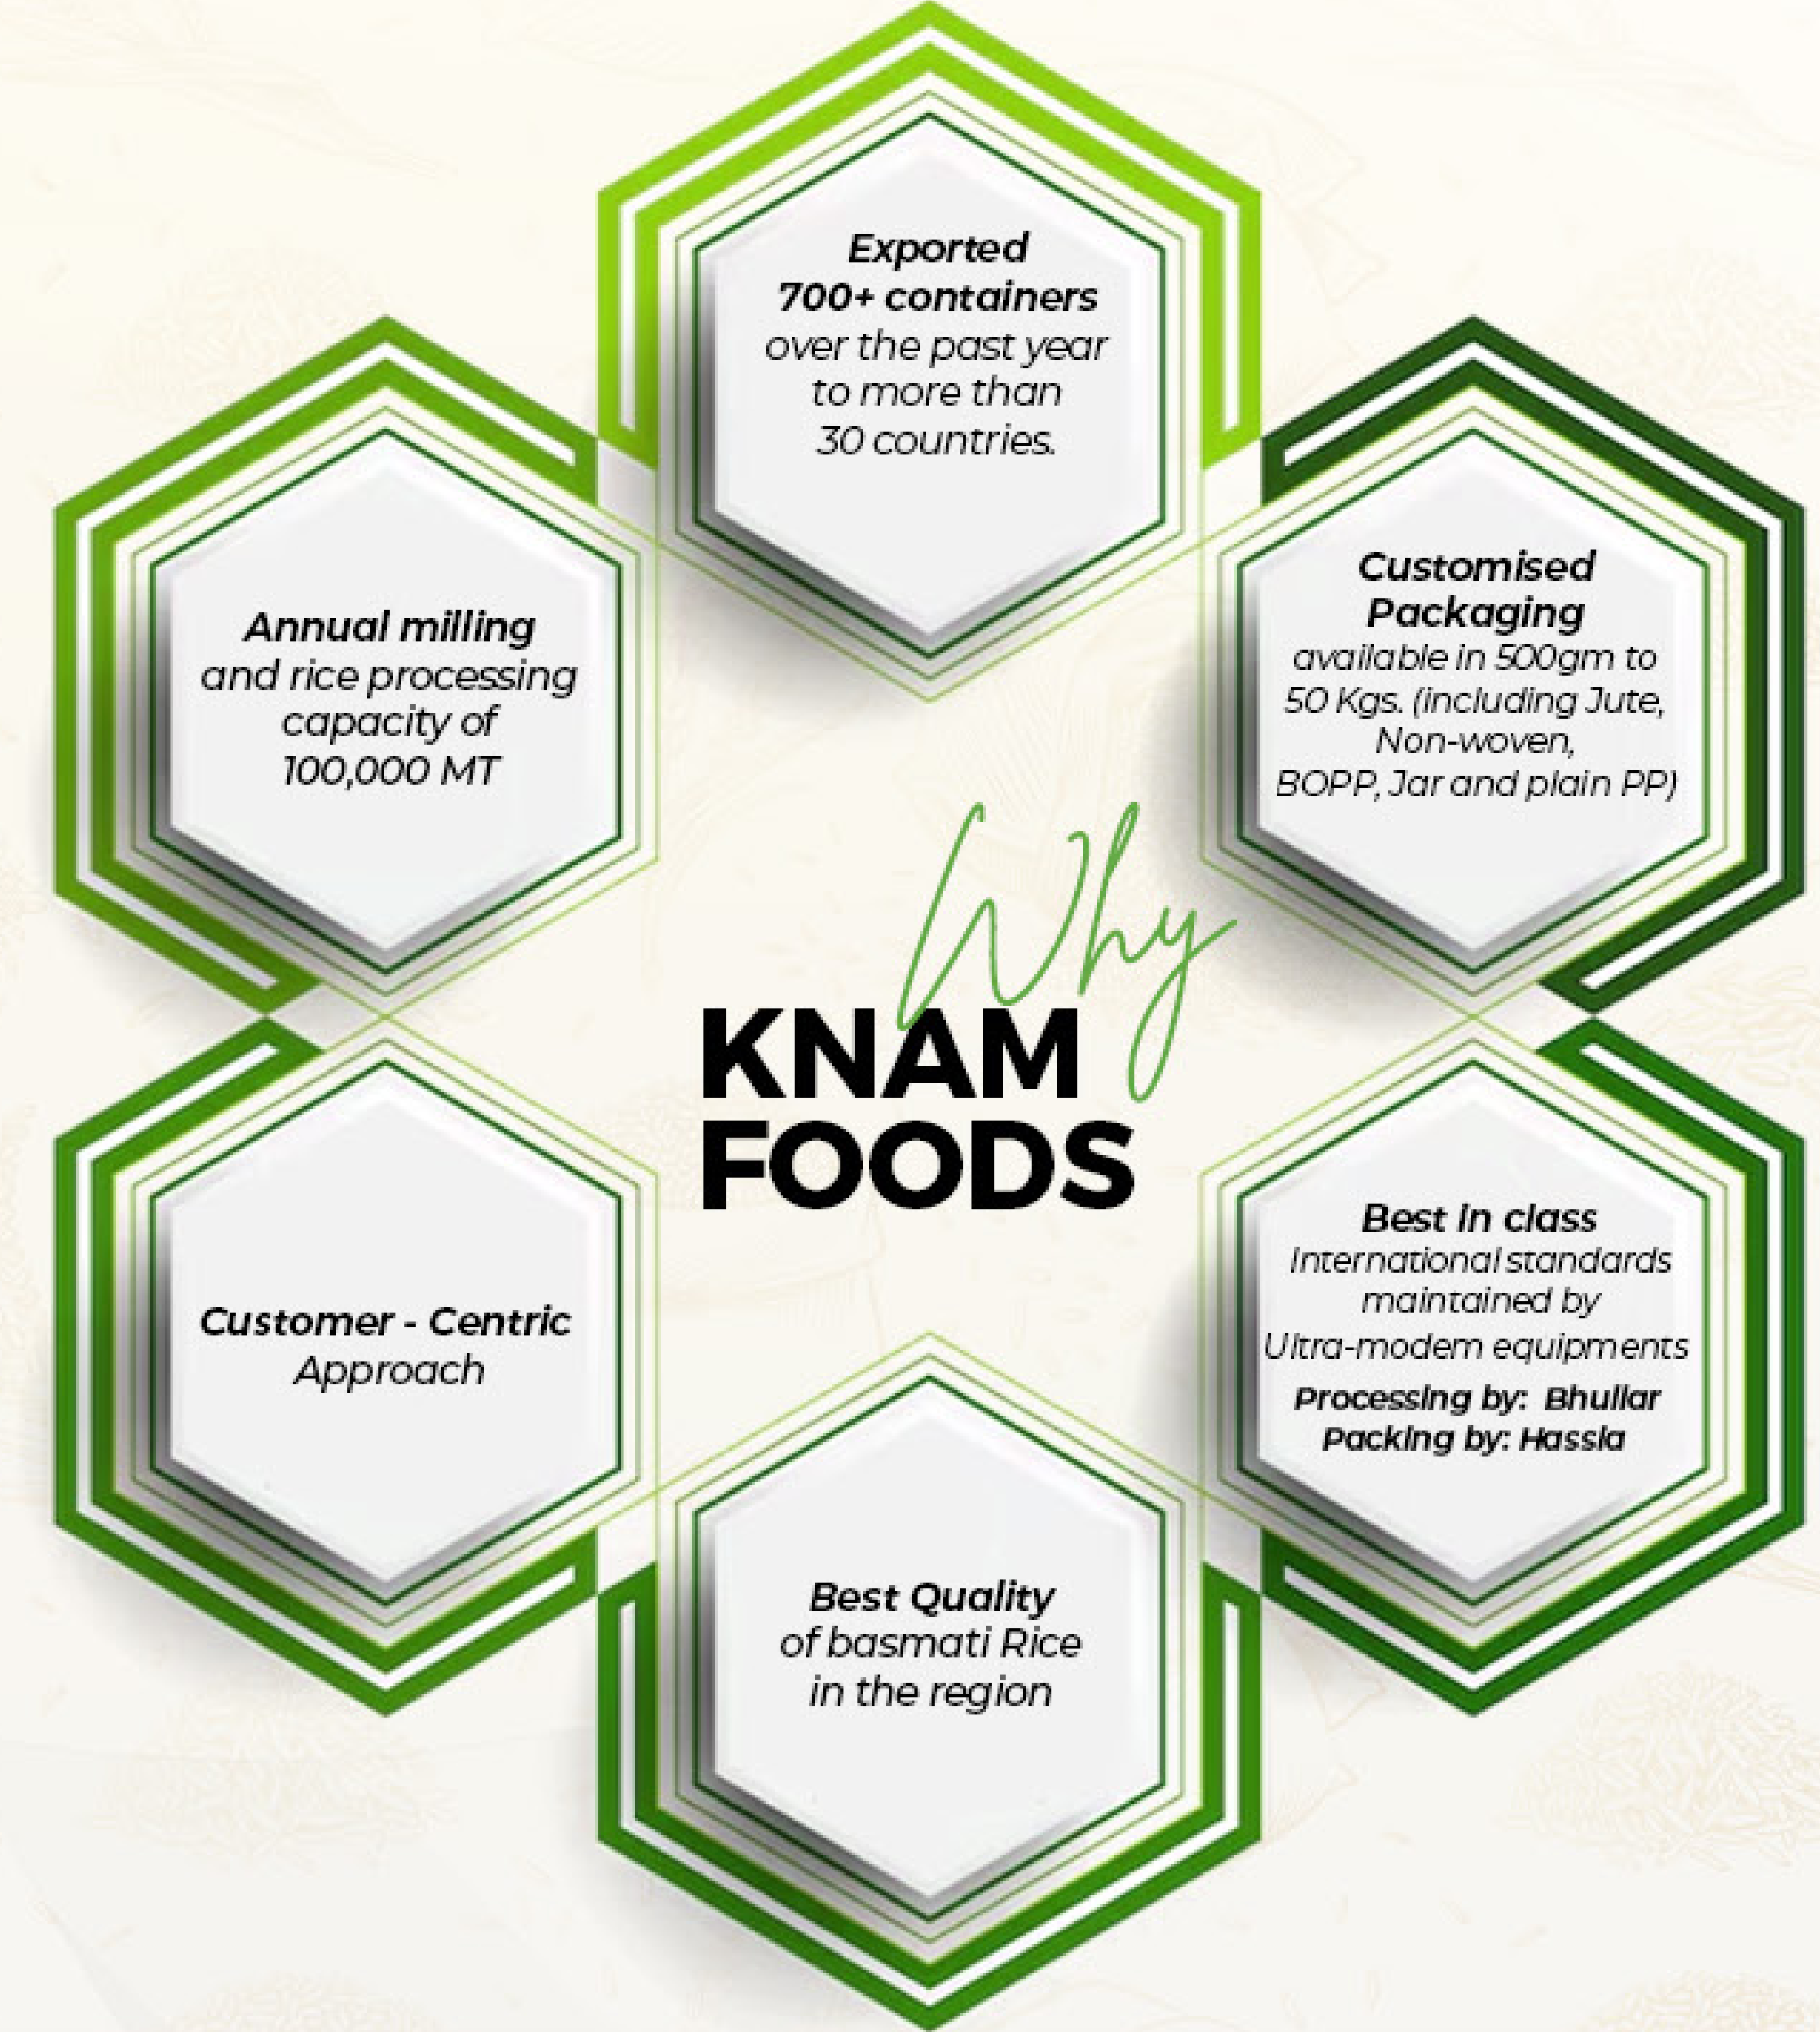 Exported
700+ containers
over the past year
to more than
30 countries.
Customised
Packaging
available in 500gm to
50 Kgs. (including Jute,
Non-woven,
BOPP, Jar and plain PP)
Best in class
International standards
maintained by
Ultra-modern equipments
Processing by: Bhullar
Packing by: Hassia
Best Quality
of basmati Rice
in the region
Customer - Centric
Approach
Annual milling
and rice processing
capacity of
100,000 MT
Why
KNAM
FOODS